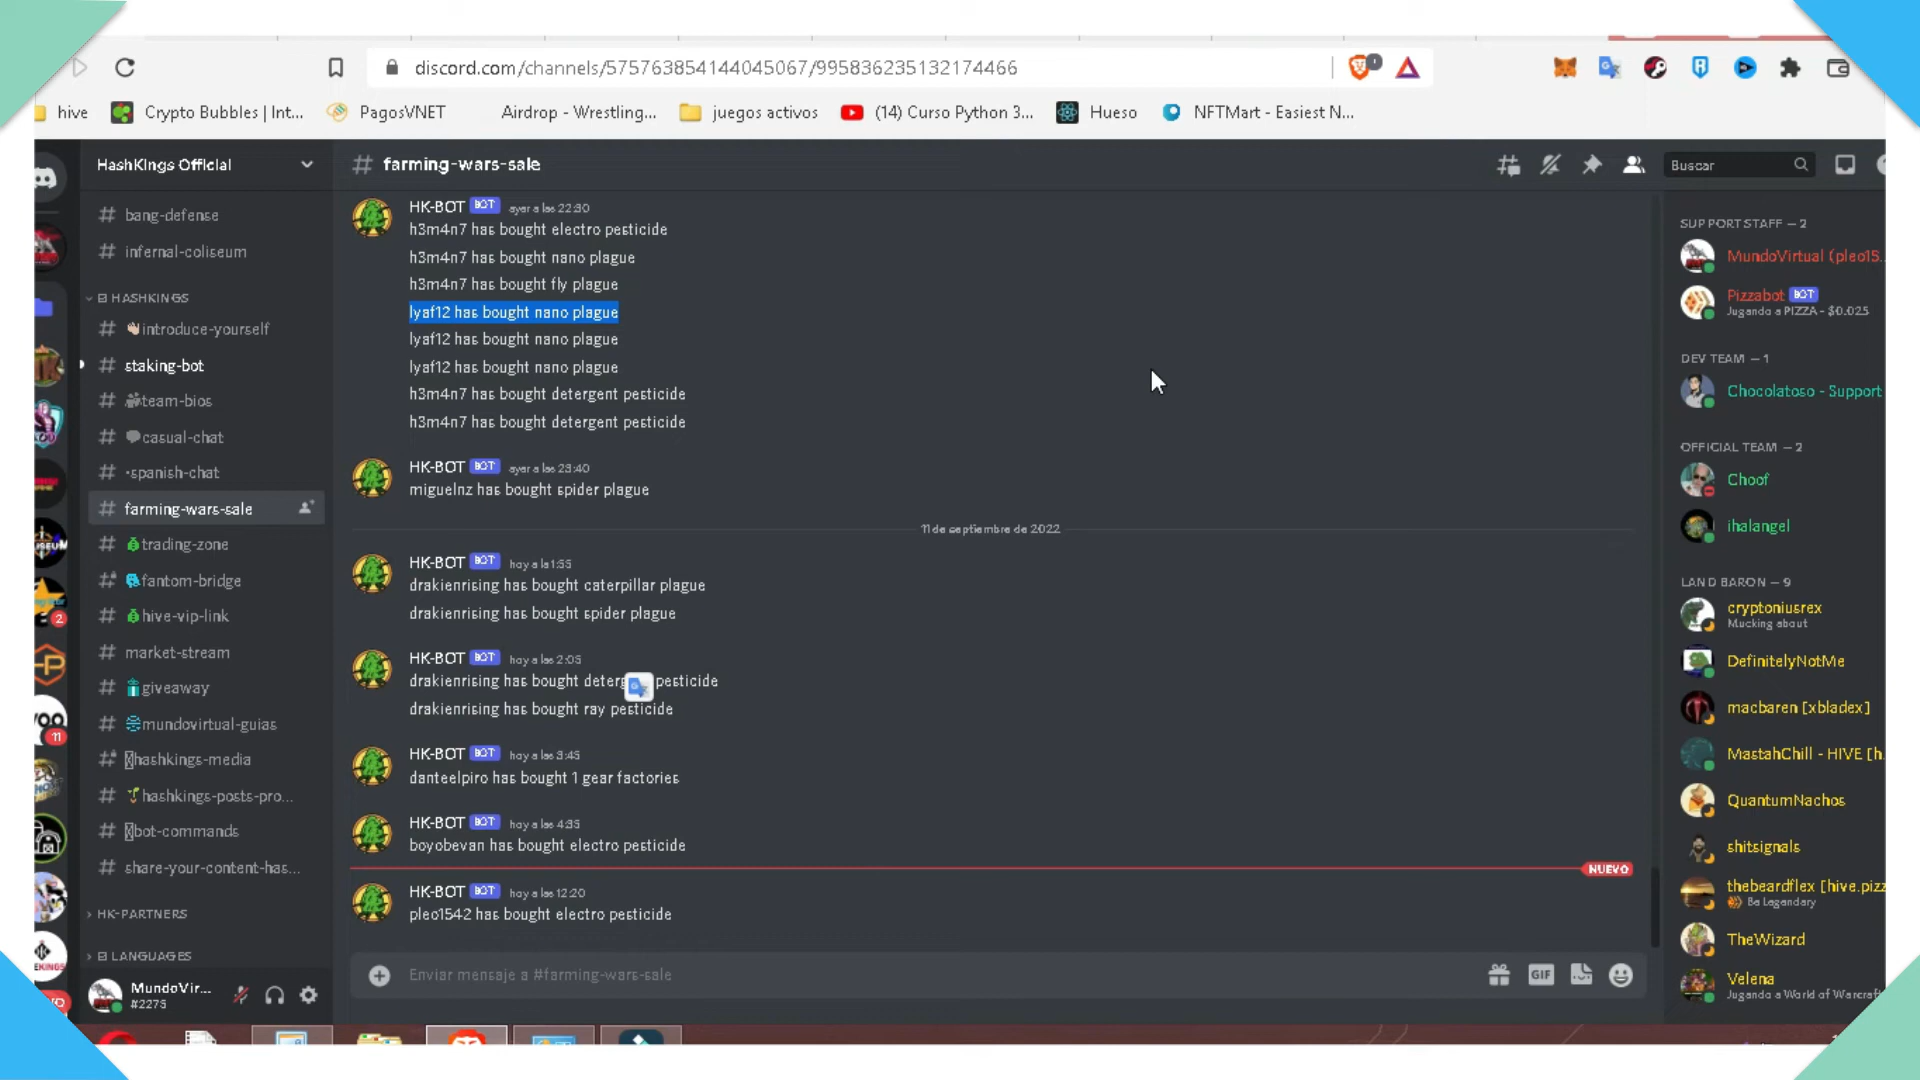 discord.com/channels/575763854144045067/995836235132174466
hive
Crypto Bubbles | Int...
PagosVNET
Airdrop - Wrestling...
juegos activos
(14) Curso Python 3...
Hueso
NFTMart - Easiest N...
HashKings Official
# farming-wars-sale
Buscar
# bang-defense
# infernal-coliseum
HASHKINGS
# introduce-yourself
# staking-bot
# team-bios
# casual-chat
# ·spanish-chat
# farming-wars-sale
# trading-zone
# fantom-bridge
# hive-vip-link
# market-stream
# giveaway
# mundovirtual-guias
# hashkings-media
# hashkings-posts-pro...
# bot-commands
# share-your-content-has...
HK-PARTNERS
LANGUAGES
MundoVir...
#2275
2
11
HK-BOT BOT ayer a las 22:30
h3m4n7 has bought electro pesticide
h3m4n7 has bought nano plague
h3m4n7 has bought fly plague
lyaf12 has bought nano plague
lyaf12 has bought nano plague
lyaf12 has bought nano plague
h3m4n7 has bought detergent pesticide
h3m4n7 has bought detergent pesticide
HK-BOT BOT ayer a las 23:40
miguelnz has bought spider plague
11 de septiembre de 2022
HK-BOT BOT hoy a las 1:55
drakienrising has bought caterpillar plague
drakienrising has bought spider plague
HK-BOT BOT hoy a las 2:05
drakienrising has bought deterg pesticide
drakienrising has bought ray pesticide
HK-BOT BOT hoy a las 3:45
danteelpiro has bought 1 gear factories
HK-BOT BOT hoy a las 4:35
boyobevan has bought electro pesticide
NUEVO
HK-BOT BOT hoy a las 12:20
pleo1542 has bought electro pesticide
Enviar mensaje a #farming-wars-sale
GIF
SUPPORT STAFF — 2
MundoVirtual (pleo15..
Pizzabot BOT
Jugando a PIZZA - $0.025
DEV TEAM — 1
Chocolatoso - Support
OFFICIAL TEAM — 2
Choof
ihalangel
LAND BARON — 9
cryptoniusrex
Mucking about
DefinitelyNotMe
macbaren [xbladex]
MastahChill - HIVE [h.
QuantumNachos
shitsignals
thebeardflex [hive.pizz
Be Legendary
TheWizard
Velena
Jugando a World of Warcraft